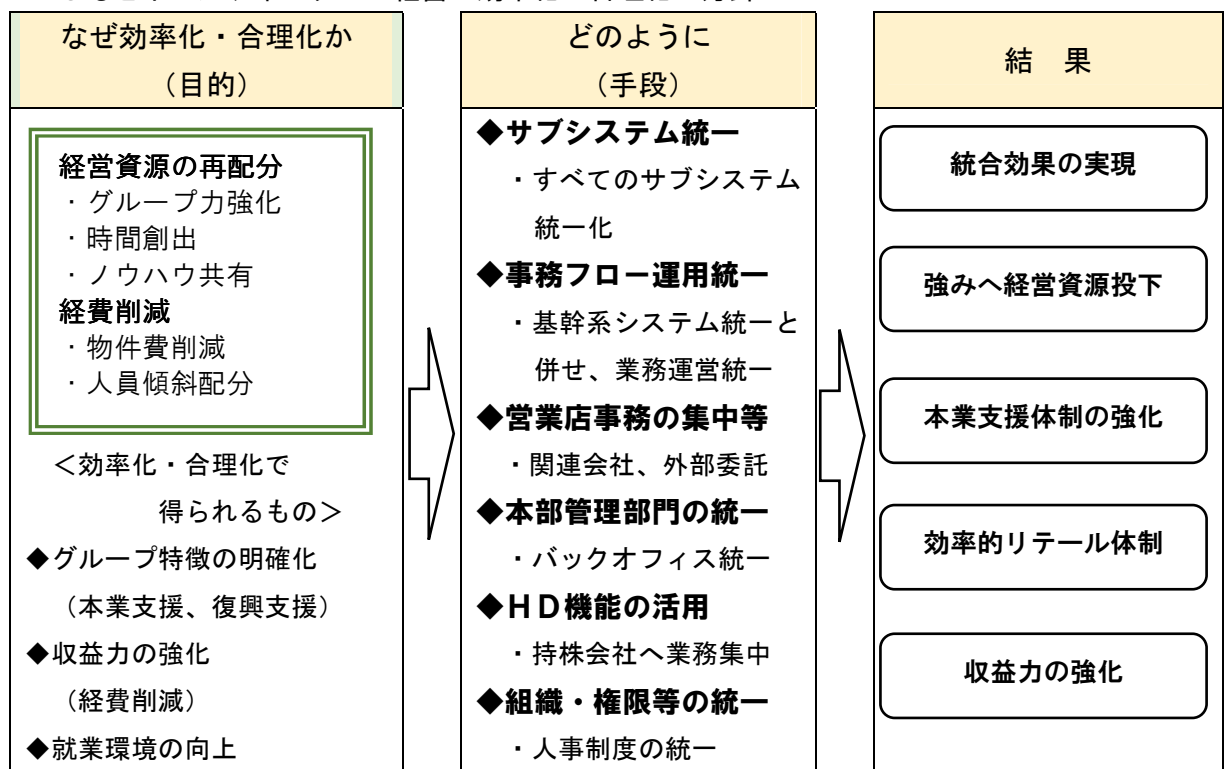 なぜ効率化・合理化か
（目的）
経営資源の再配分
・グループ力強化
・時間創出
・ノウハウ共有
経費削減
・物件費削減
・人員傾斜配分
＜効率化・合理化で
得られるもの＞
◆グループ特徴の明確化
（本業支援、復興支援）
◆収益力の強化
（経費削減）
◆就業環境の向上
どのように
（手段）
◆サブシステム統一
・すべてのサブシステム
統一化
◆事務フロー運用統一
・基幹系システム統一と
併せ、業務運営統一
◆営業店事務の集中等
・関連会社、外部委託
◆本部管理部門の統一
・バックオフィス統一
◆ＨＤ機能の活用
・持株会社へ業務集中
◆組織・権限等の統一
・人事制度の統一
結　果
統合効果の実現
強みへ経営資源投下
本業支援体制の強化
効率的リテール体制
収益力の強化